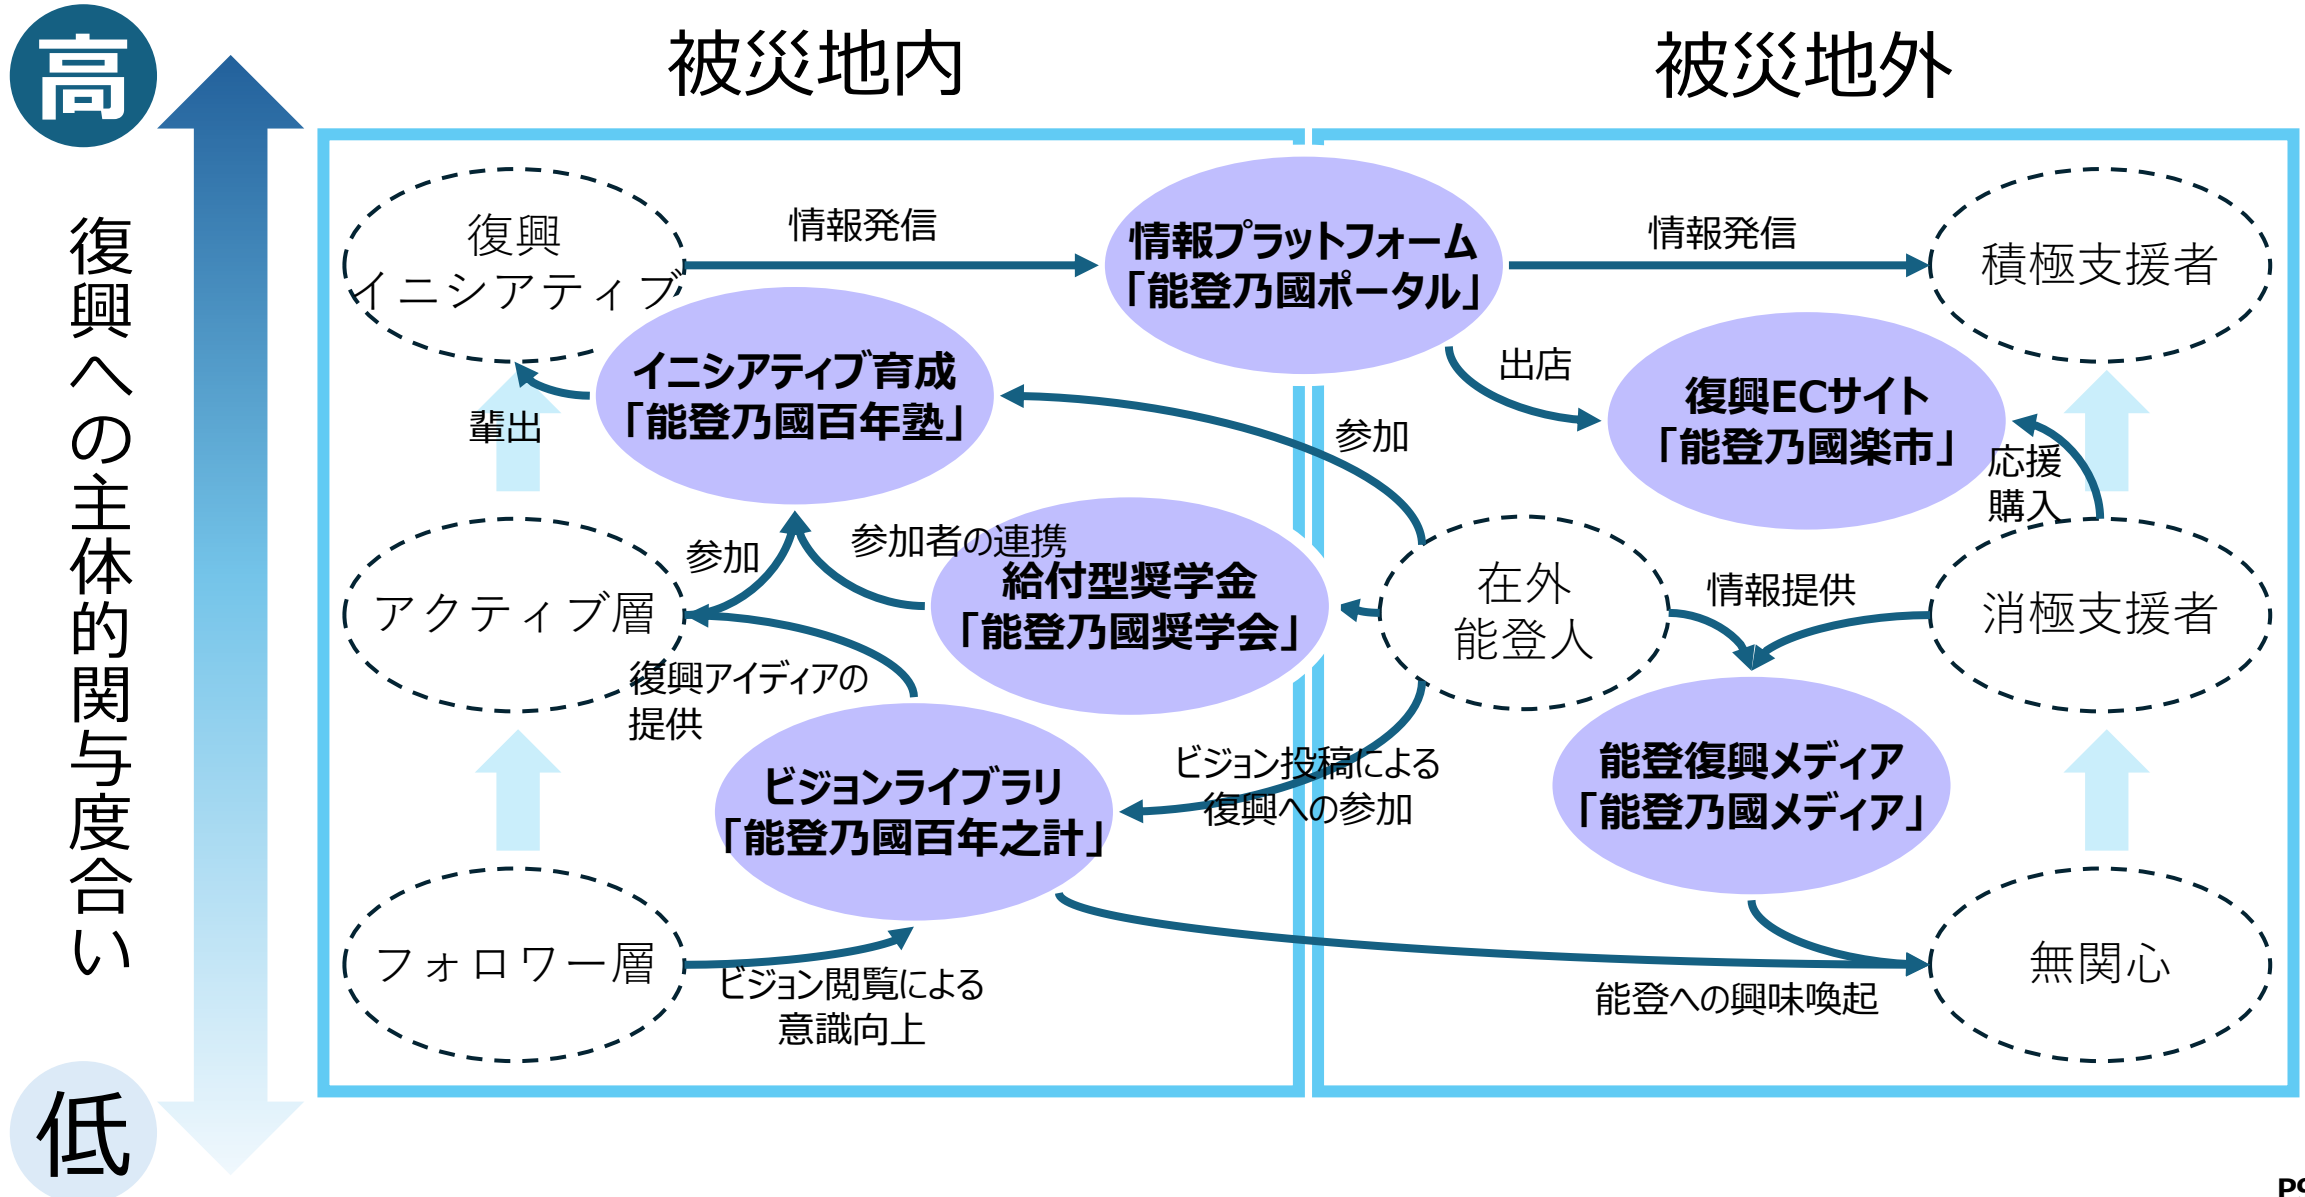 高
被災地内
被災地外
復興への主体的関与度合い
復興
イニシアティブ
情報発信
情報プラットフォーム
「能登乃國ポータル」
情報発信
積極支援者
イニシアティブ育成
「能登乃國百年塾」
輩出
出店
復興ECサイト
「能登乃國楽市」
参加
応援
購入
アクティブ層
参加
参加者の連携
給付型奨学金
「能登乃國奨学会」
在外
能登人
情報提供
消極支援者
復興アイディアの
提供
ビジョンライブラリ
「能登乃國百年之計」
ビジョン投稿による
復興への参加
能登復興メディア
「能登乃國メディア」
フォロワー層
ビジョン閲覧による
意識向上
能登への興味喚起
無関心
低